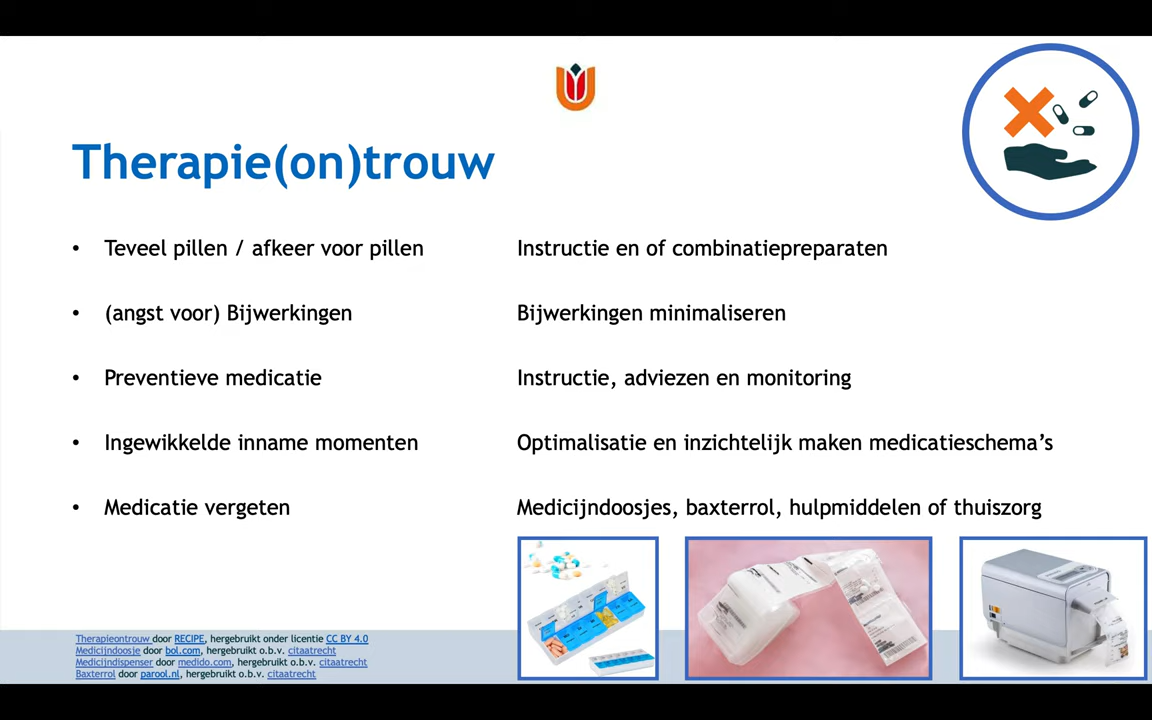 Therapie(on)trouw
• Teveel pillen / afkeer voor pillen
Instructie en of combinatiepreparaten
• (angst voor) Bijwerkingen
Bijwerkingen minimaliseren
• Preventieve medicatie
Instructie, adviezen en monitoring
• Ingewikkelde inname momenten
Optimalisatie en inzichtelijk maken medicatieschema’s
• Medicatie vergeten
Medicijndoosjes, baxterrol, hulpmiddelen of thuiszorg
Therapieontrouw door RECIPE, hergebruikt onder licentie CC BY 4.0
Medicijndoosje door bol.com, hergebruikt o.b.v. citaatrecht
Medicijndispenser door medido.com, hergebruikt o.b.v. citaatrecht
Baxterrol door parool.nl, hergebruikt o.b.v. citaatrecht